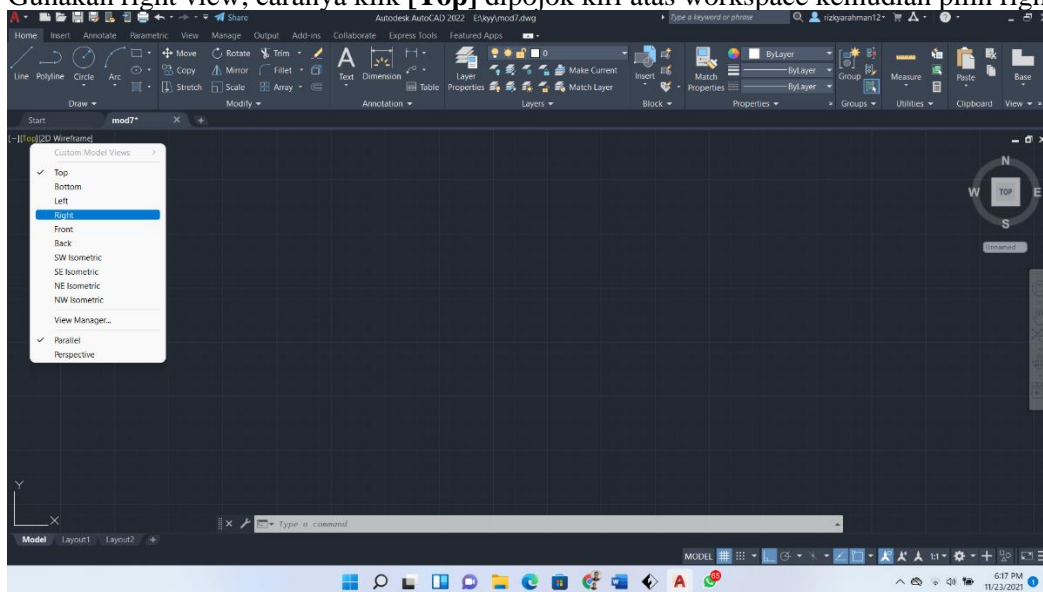 Gunakan right view, caranya klik [Top] dipojok kiri atas workspace kemudian pilih righ
Share Autodesk AutoCAD 2022 E:\kyy\mod7.dwg Type a keyword or phrase rizkyarahman12
Home Insert Annotate Parametric View Manage Output Add-ins Collaborate Express Tools Featured Apps
Move Rotate Trim 0 ByLayer
Copy Mirror Fillet Make Current ByLayer
Line Polyline Circle Arc Text Dimension Layer Insert Match Group Measure Paste Base
Stretch Scale Array Table Properties Match Layer Properties ByLayer
Draw Modify Annotation Layers Block Properties Groups Utilities Clipboard View
Start mod7*
[–][Top][2D Wireframe]
Custom Model Views
Top
Bottom
Left
Right
Front
Back
SW Isometric
SE Isometric
NE Isometric
NW Isometric
View Manager...
Parallel
Perspective
N
W TOP E
S
Unnamed
Y
X
Type a command
Model Layout1 Layout2
MODEL 1:1
6:17 PM
11/23/2021